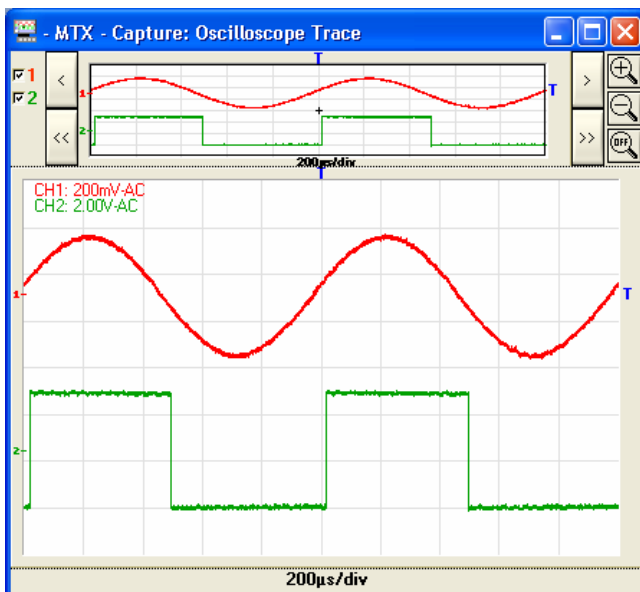 - MTX - Capture: Oscilloscope Trace
T
1
2
<
<<
1
2
T
>
>>
OFF
200µs/div
T
CH1: 200mV-AC
CH2: 2.00V-AC
1
T
2
200µs/div